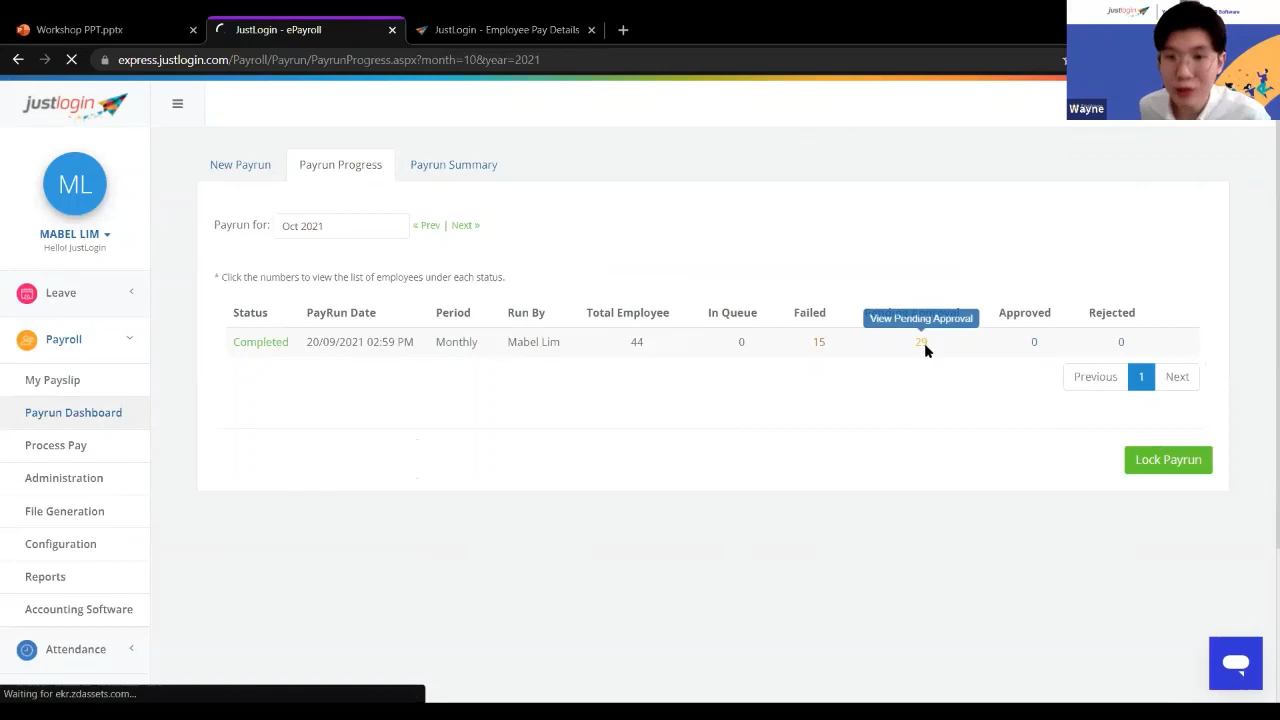 Workshop PPT.pptx
JustLogin - ePayroll
JustLogin - Employee Pay Details
express.justlogin.com/Payroll/Payrun/PayrunProgress.aspx?month=10&year=2021
justlogin
Software
Wayne
justlogin
ML
MABEL LIM
Hello! JustLogin
Leave
Payroll
My Payslip
Payrun Dashboard
Process Pay
Administration
File Generation
Configuration
Reports
Accounting Software
Attendance
New Payrun
Payrun Progress
Payrun Summary
Payrun for: Oct 2021 « Prev | Next »
* Click the numbers to view the list of employees under each status.
Status PayRun Date Period Run By Total Employee In Queue Failed Approved Rejected
View Pending Approval
Completed 20/09/2021 02:59 PM Monthly Mabel Lim 44 0 15 29 0 0
Previous 1 Next
Lock Payrun
Waiting for ekr.zdassets.com...